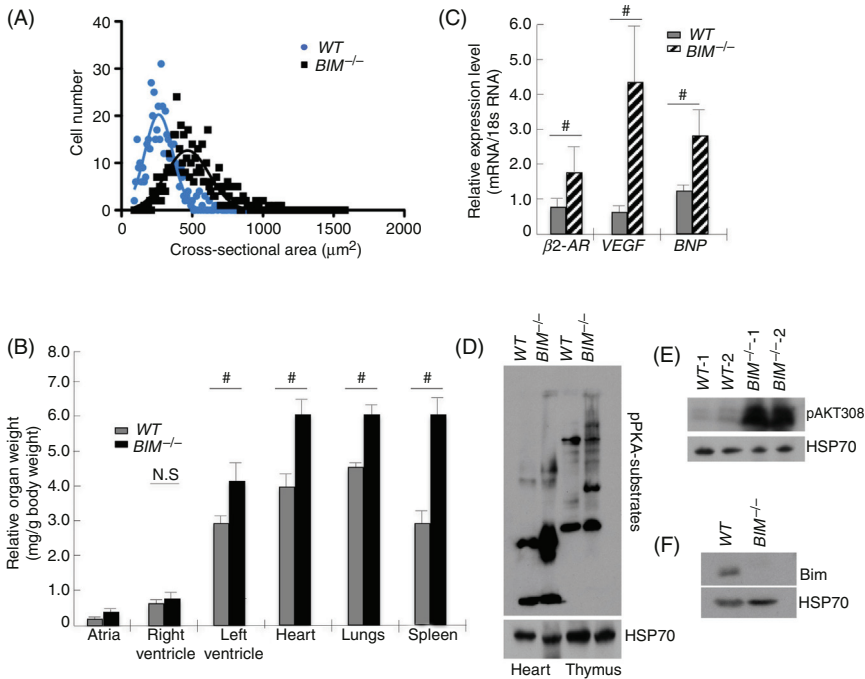 (A)
40
30
20
10
0
Cell number
WT
BIM−/−
0
500
1000
1500
2000
Cross-sectional area (μm2)
(C)
6.0
5.0
4.0
3.0
2.0
1.0
0
Relative expression level
(mRNA/18s RNA)
#
#
#
WT
BIM−/−
β2-AR
VEGF
BNP
(B)
8.0
7.0
6.0
5.0
4.0
3.0
2.0
1.0
0
Relative organ weight
(mg/g body weight)
WT
BIM−/−
N.S
#
#
#
#
Atria
Right
ventricle
Left
ventricle
Heart
Lungs
Spleen
(D)
WT
BIM−/−
WT
BIM−/−
pPKA-substrates
HSP70
Heart
Thymus
(E)
WT-1
WT-2
BIM−/−-1
BIM−/−-2
pAKT308
HSP70
(F)
WT
BIM−/−
Bim
HSP70